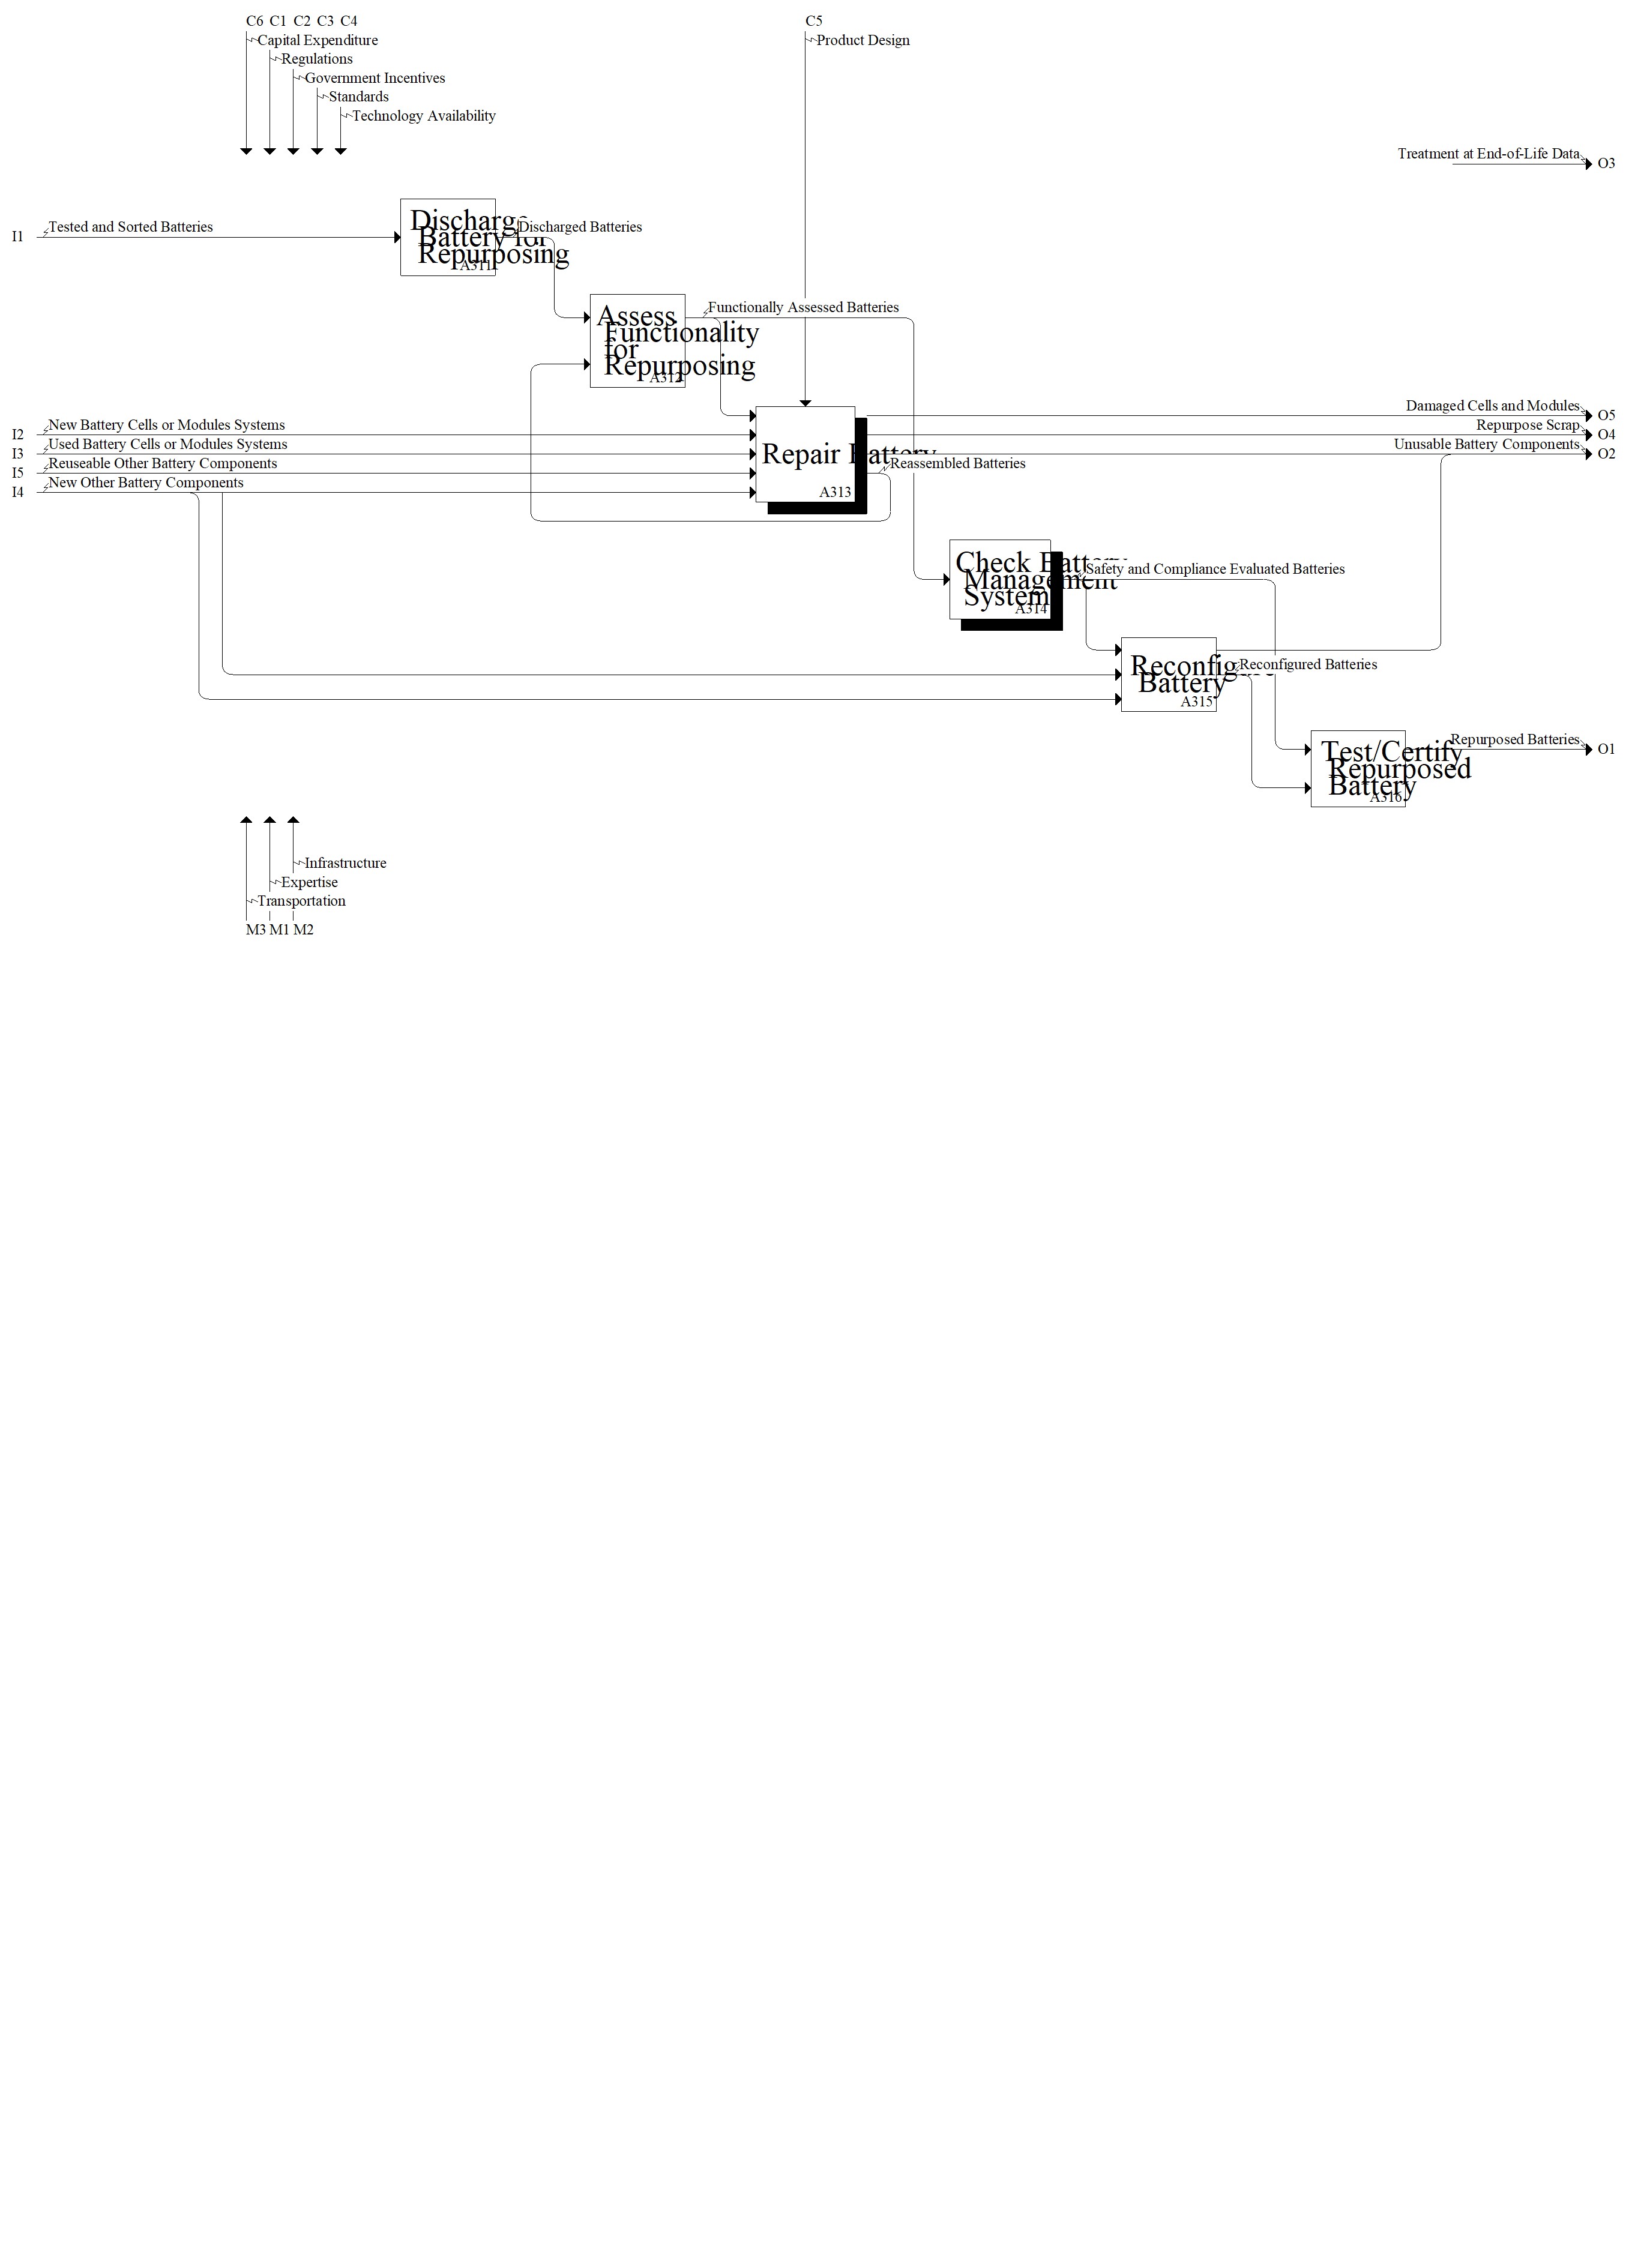 C6 C1 C2 C3 C4
C5
Capital Expenditure
Product Design
Regulations
Government Incentives
Standards
Technology Availability
Treatment at End-of-Life Data
O3
I1
Tested and Sorted Batteries
Discharge
Battery for
Repurposing
A311
Discharged Batteries
Assess
Functionality
for
Repurposing
A312
Functionally Assessed Batteries
I2
New Battery Cells or Modules Systems
I3
Used Battery Cells or Modules Systems
I5
Reuseable Other Battery Components
I4
New Other Battery Components
Repair Battery
A313
Reassembled Batteries
Damaged Cells and Modules
O5
Repurpose Scrap
O4
Unusable Battery Components
O2
Check Battery
Management
System
A314
Safety and Compliance Evaluated Batteries
Reconfigure
Battery
A315
Reconfigured Batteries
Test/Certify
Repurposed
Battery
A316
Repurposed Batteries
O1
Infrastructure
Expertise
Transportation
M3 M1 M2